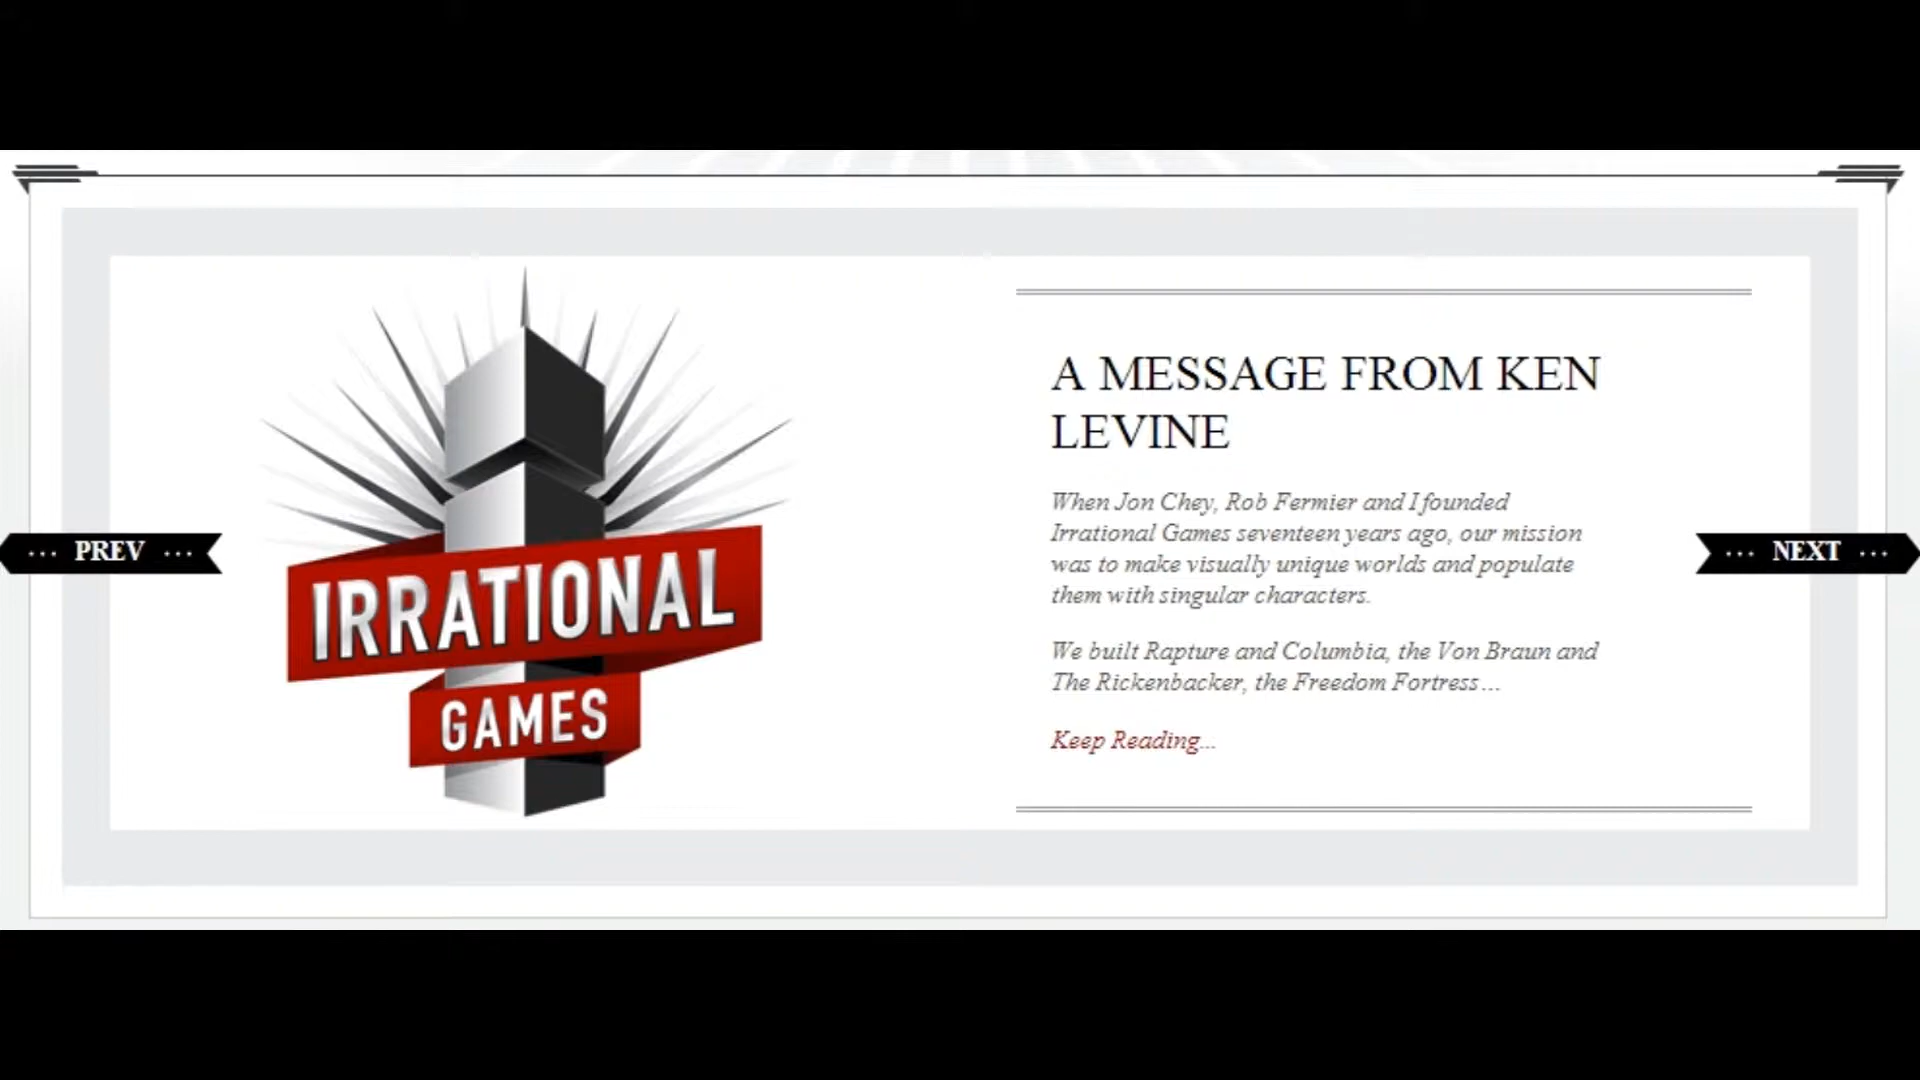 IRRATIONAL
GAMES
A MESSAGE FROM KEN
LEVINE
When Jon Chey, Rob Fermier and I founded
Irrational Games seventeen years ago, our mission
was to make visually unique worlds and populate
them with singular characters.
We built Rapture and Columbia, the Von Braun and
The Rickenbacker, the Freedom Fortress…
Keep Reading...
··· PREV ···
··· NEXT ···